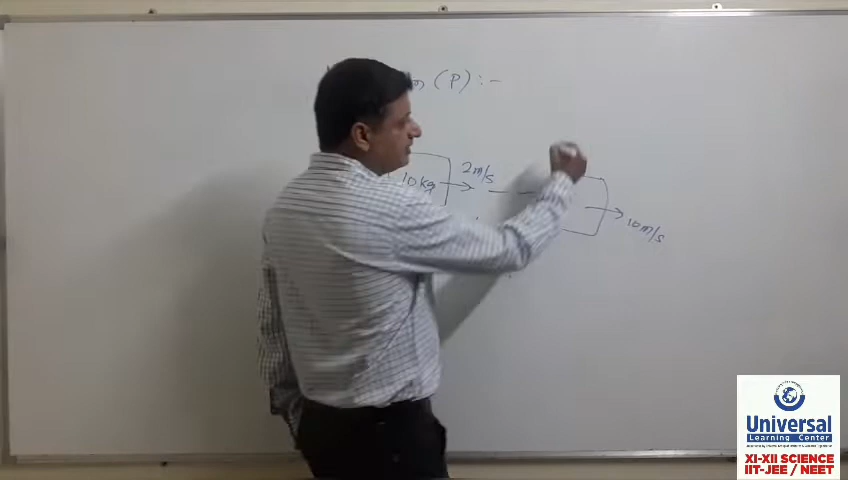 (P) :-
10 kg
2m/s
10 m/s
Universal
Learning Center
XI-XII SCIENCE
IIT-JEE / NEET